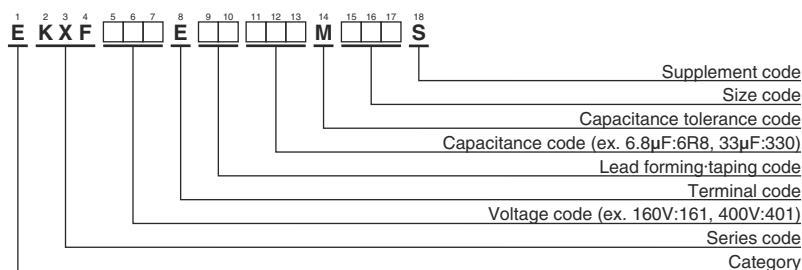 1 2 3 4 5 6 7 8 9 10 11 12 13 14 15 16 17 18
E KXF E M S
Supplement code
Size code
Capacitance tolerance code
Capacitance code (ex. 6.8µF:6R8, 33µF:330)
Lead forming·taping code
Terminal code
Voltage code (ex. 160V:161, 400V:401)
Series code
Category